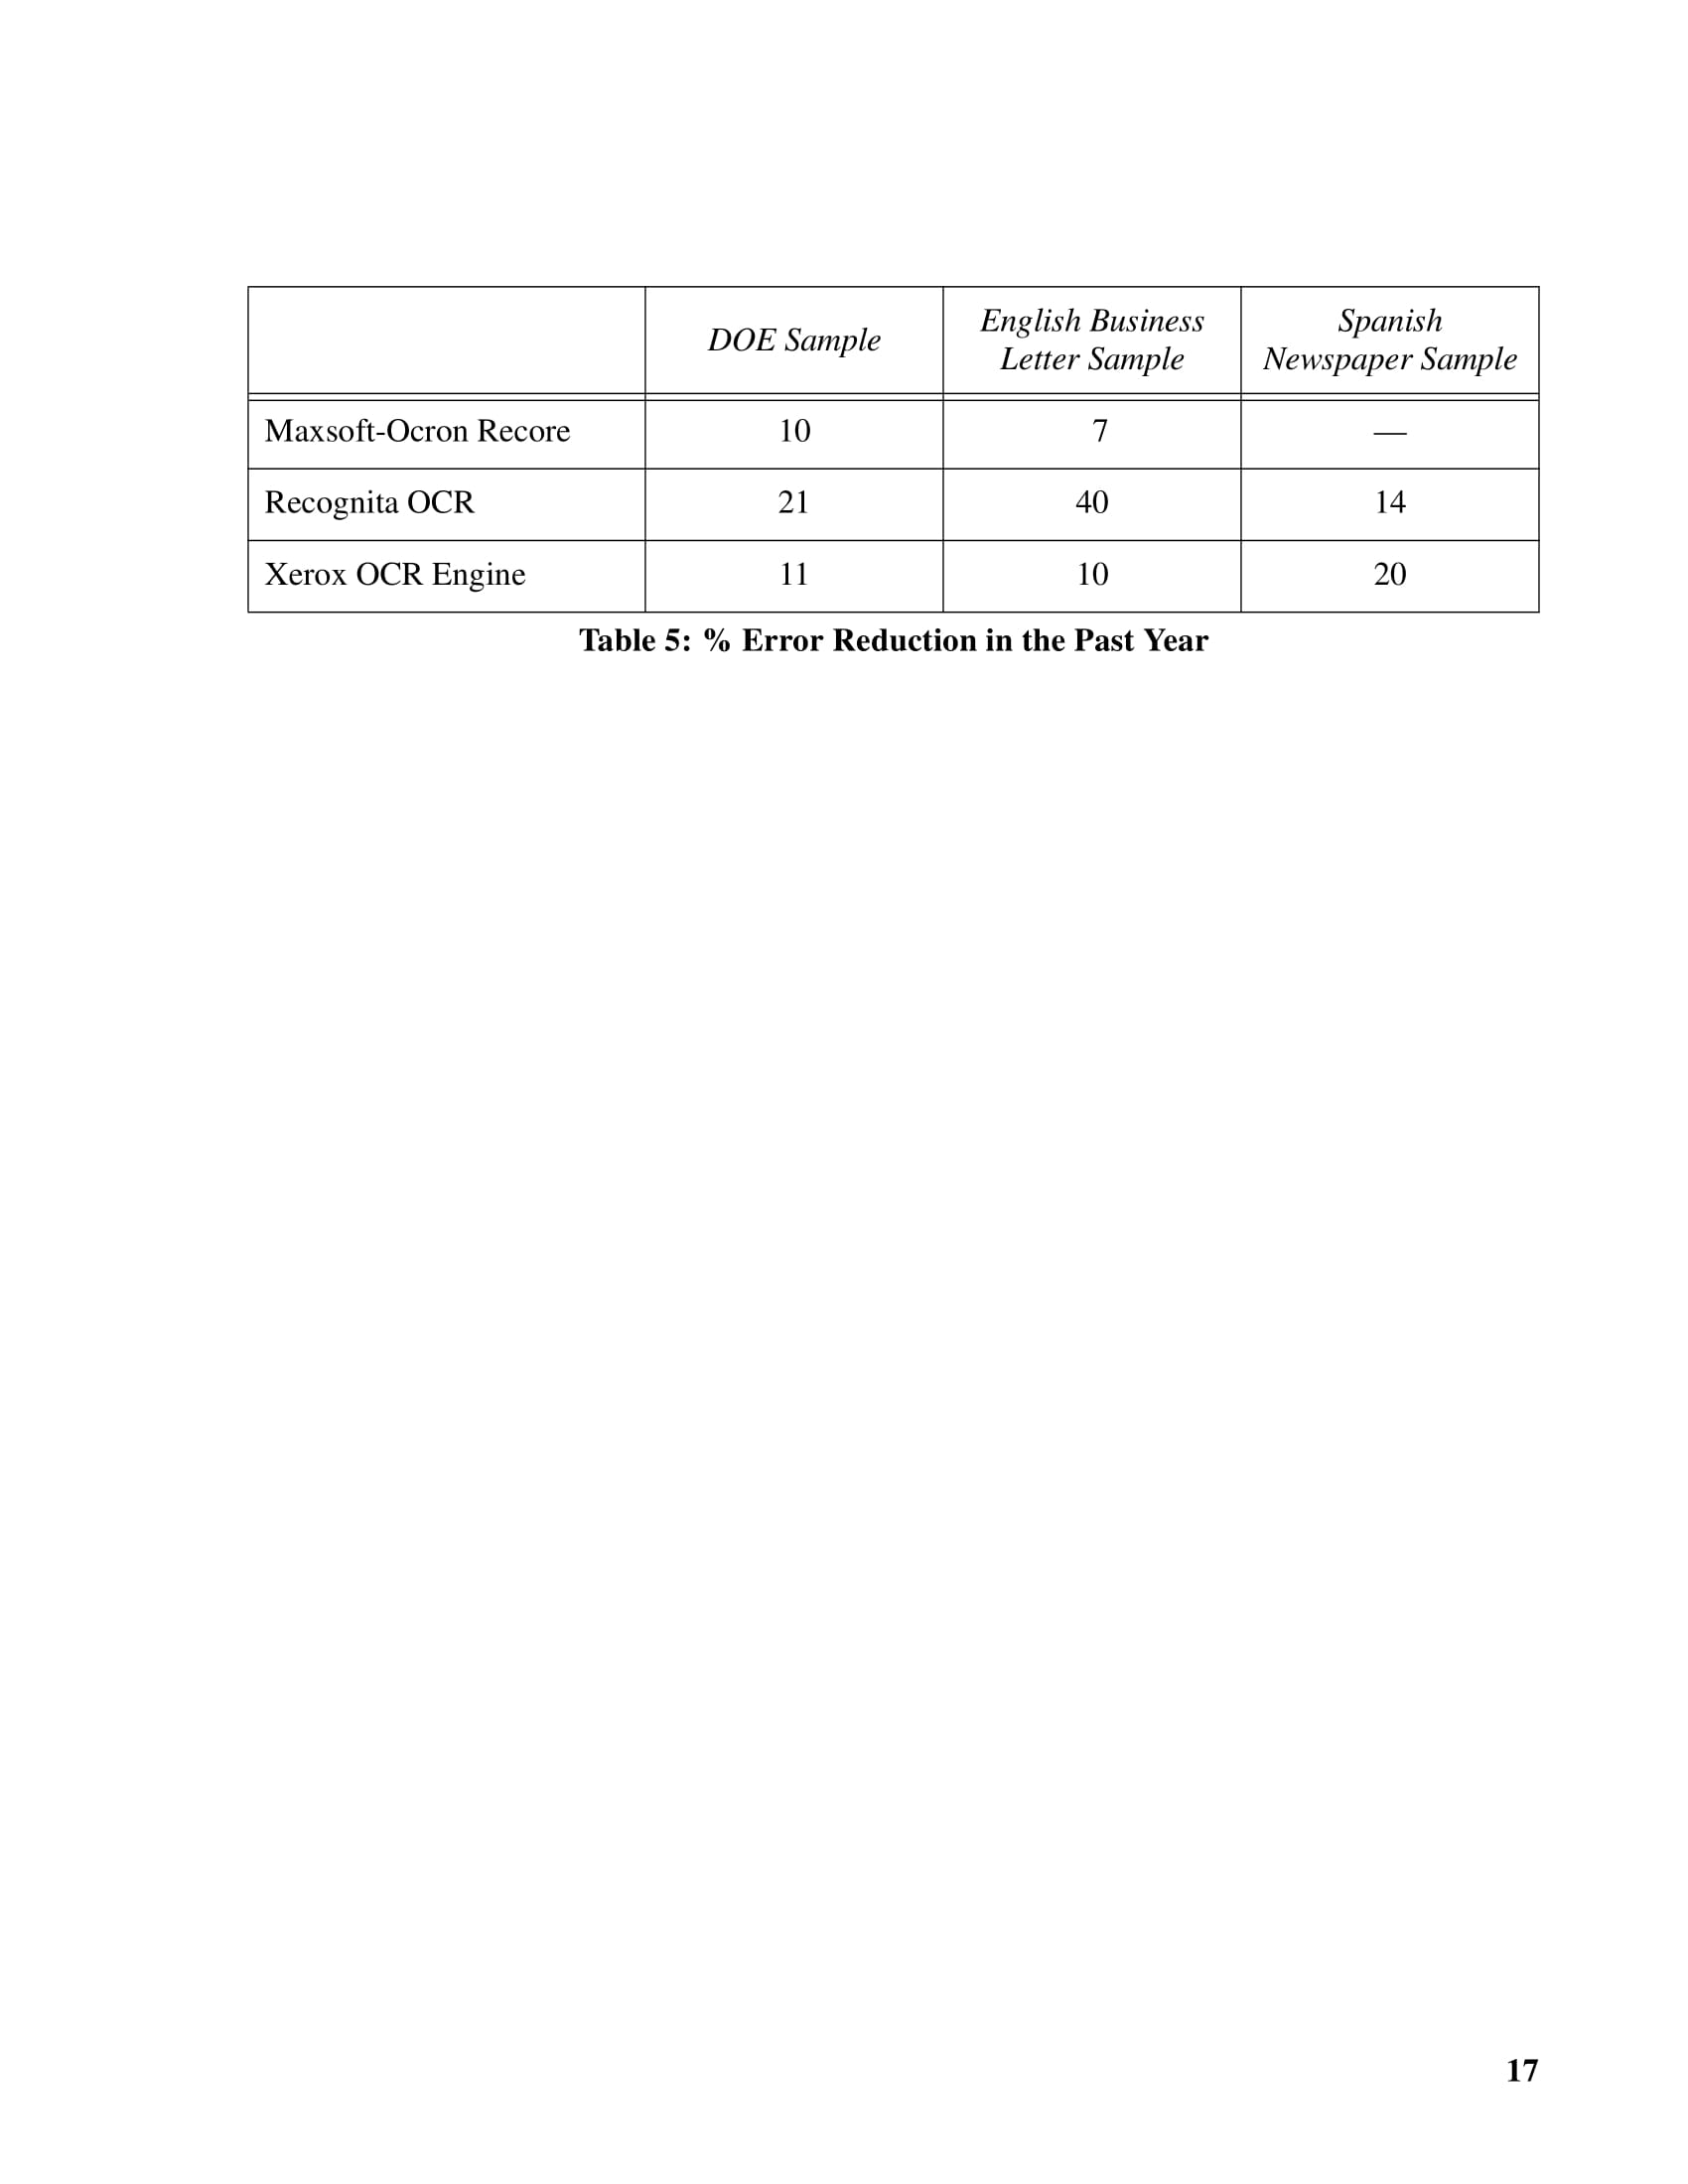 DOE Sample
English Business
Letter Sample
Spanish
Newspaper Sample
Maxsoft-Ocron Recore 10 7 —
Recognita OCR 21 40 14
Xerox OCR Engine 11 10 20
Table 5: % Error Reduction in the Past Year
17